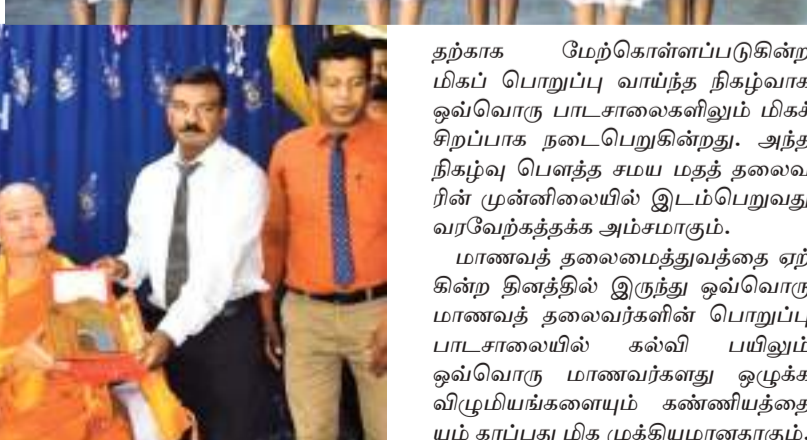 தற்காக மேற்கொள்ளப்படுகின்ற
மிகப் பொறுப்பு வாய்ந்த நிகழ்வாக
ஒவ்வொரு பாடசாலைகளிலும் மிகச்
சிறப்பாக நடைபெறுகின்றது. அந்த
நிகழ்வு பௌத்த சமய மதத் தலைவ
ரின் முன்னிலையில் இடம்பெறுவது
வரவேற்கத்தக்க அம்சமாகும்.
மாணவத் தலைமைத்துவத்தை ஏற்
கின்ற தினத்தில் இருந்து ஒவ்வொரு
மாணவத் தலைவர்களின் பொறுப்பு
பாடசாலையில் கல்வி பயிலும்
ஒவ்வொரு மாணவர்களது ஒழுக்க
விழுமியங்களையும் கண்ணியத்தை
யும் காப்பது மிக முக்கியமானதாகும்.